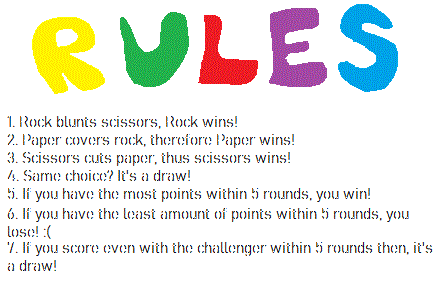 RULES
1. Rock blunts scissors, Rock wins!
2. Paper covers rock, therefore Paper wins!
3. Scissors cuts paper, thus scissors wins!
4. Same choice? It's a draw!
5. If you have the most points within 5 rounds, you win!
6. If you have the least amount of points within 5 rounds, you
lose! :(
7. If you score even with the challenger within 5 rounds then, it's
a draw!